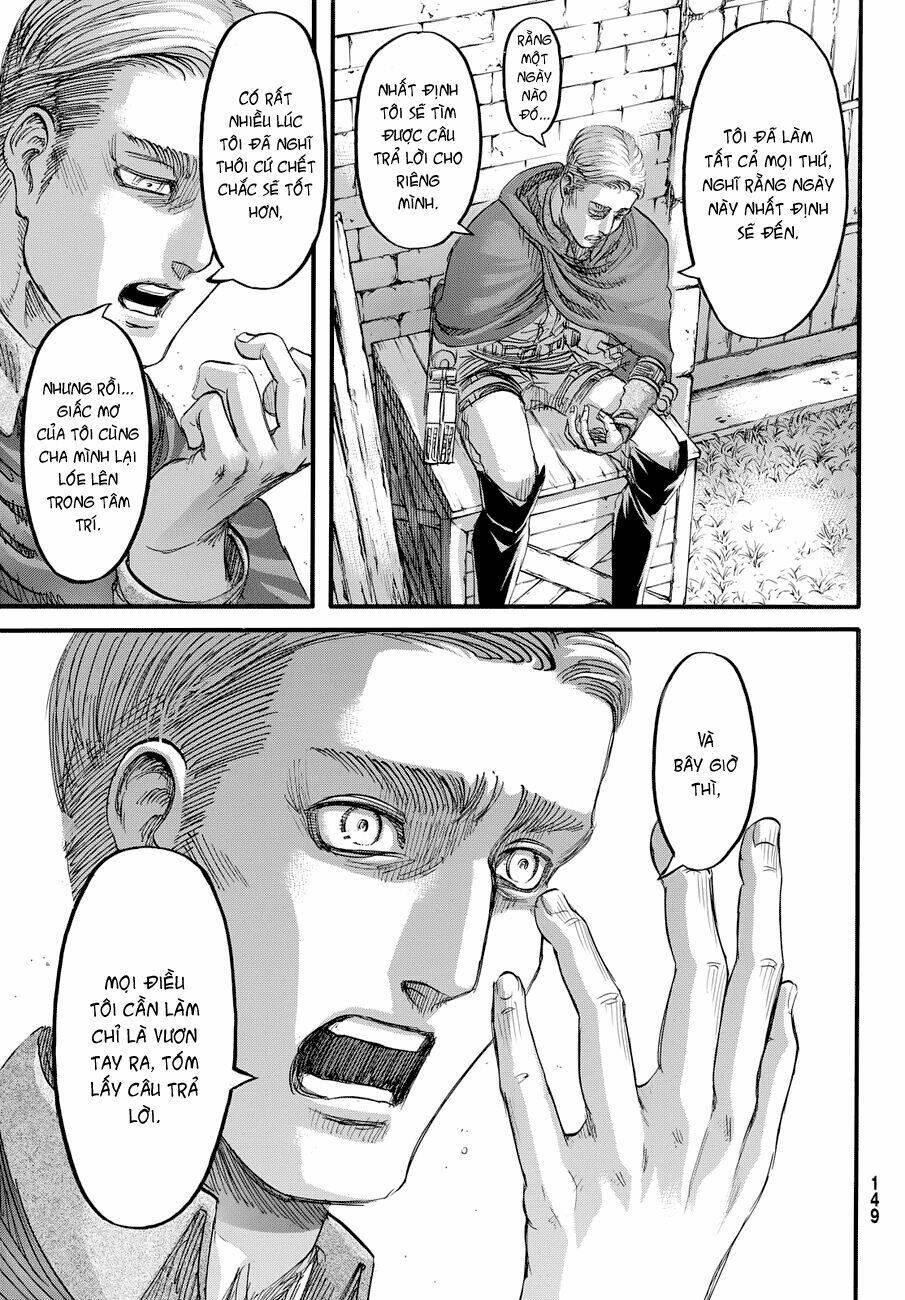 TÔI ĐÃ LÀM
TẤT CẢ MỌI THỨ,
NGHĨ RẰNG NGÀY
NÀY NHẤT ĐỊNH
SẼ ĐẾN.
RẰNG
MỘT
NGÀY
NÀO
ĐÓ...
NHẤT ĐỊNH
TÔI SẼ TÌM
ĐƯỢC CÂU
TRẢ LỜI CHO
RIÊNG
MÌNH.
CÓ RẤT
NHIỀU LÚC
TÔI ĐÃ NGHĨ
THÔI CỨ CHẾT
CHẮC SẼ TỐT
HƠN,
NHƯNG RỒI...
GIẤC MƠ
CỦA TÔI CÙNG
CHA MÌNH LẠI
LÓE LÊN
TRONG TÂM
TRÍ.
VÀ
BÂY GIỜ
THÌ,
MỌI ĐIỀU
TÔI CẦN LÀM
CHỈ LÀ VƯƠN
TAY RA, TÓM
LẤY CÂU TRẢ
LỜI.
149